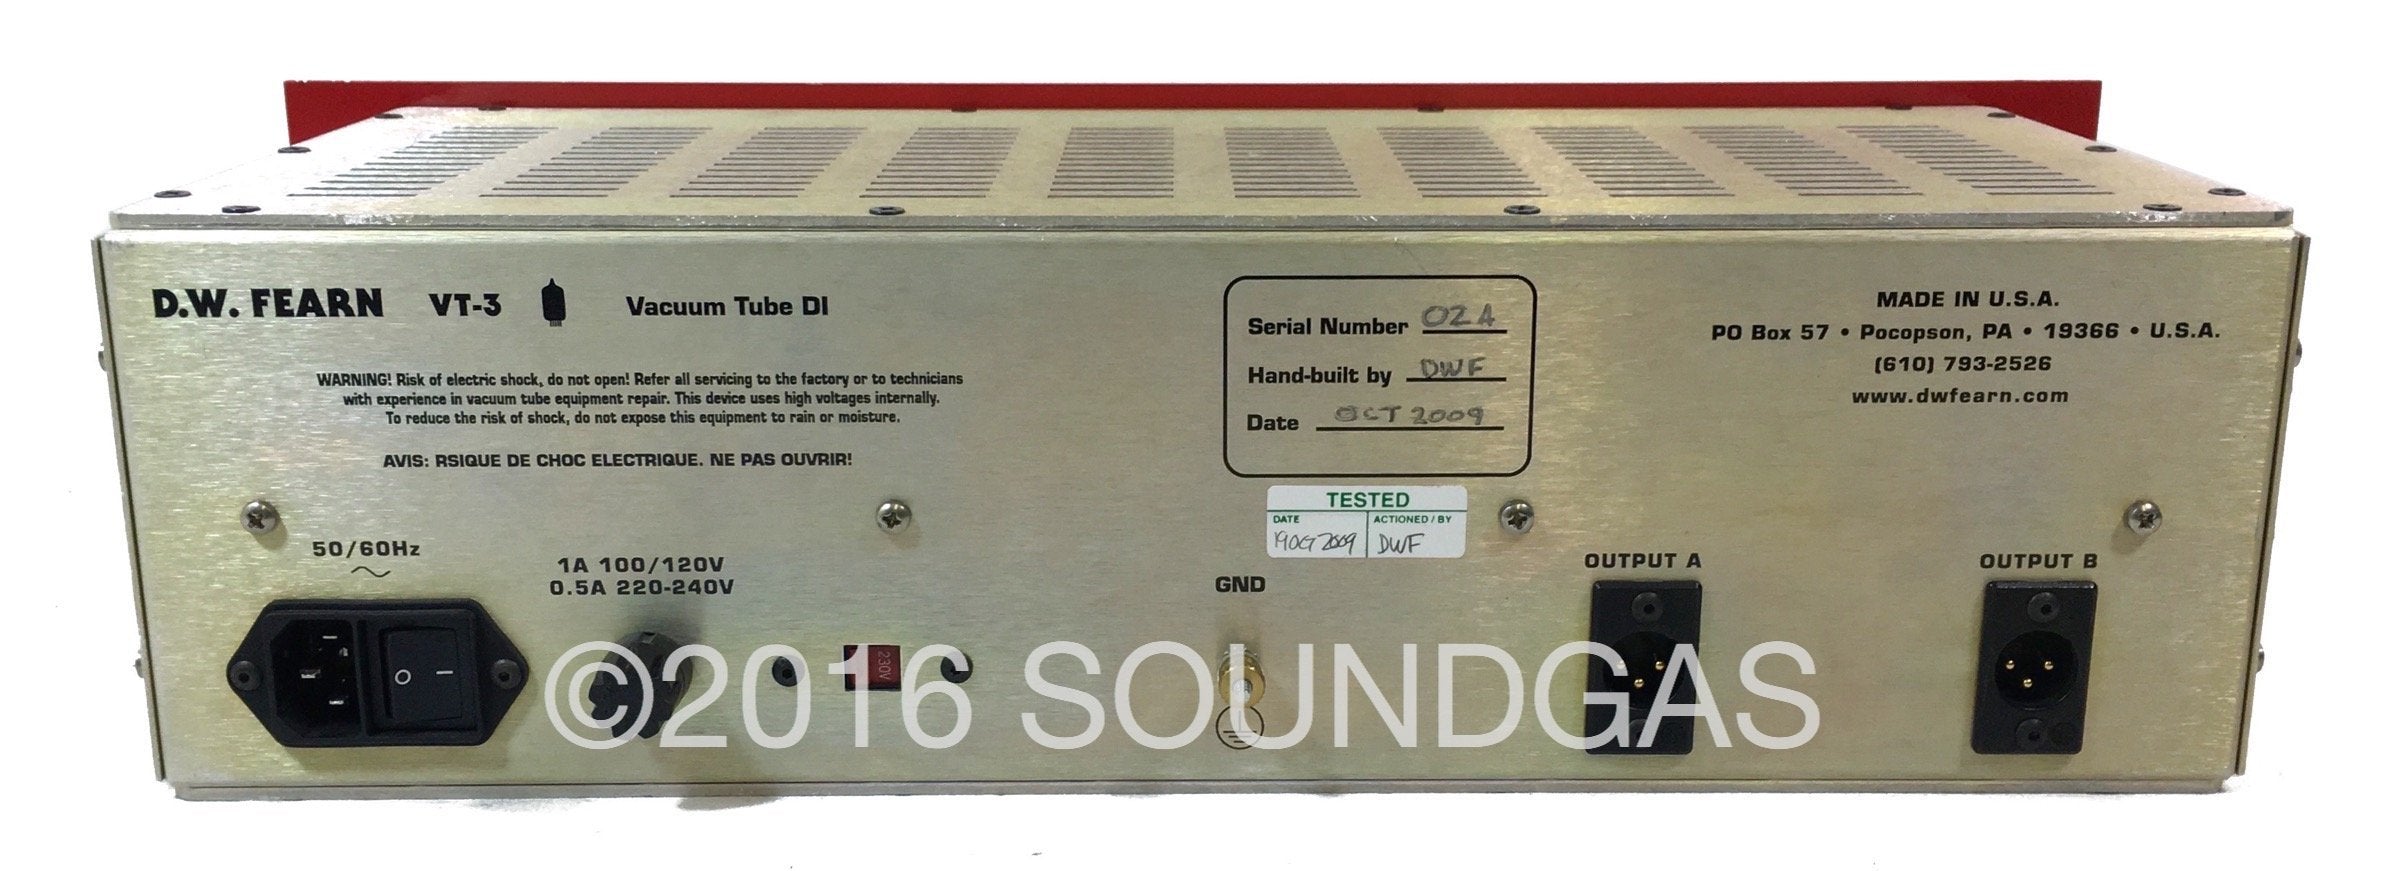 D.W. FEARN VT-3 Vacuum Tube DI
WARNING! Risk of electric shock, do not open! Refer all servicing to the factory or to technicians
with experience in vacuum tube equipment repair. This device uses high voltages internally.
To reduce the risk of shock, do not expose this equipment to rain or moisture.
AVIS: RSIQUE DE CHOC ELECTRIQUE. NE PAS OUVRIR!
Serial Number 02A
Hand-built by DWF
Date OCT 2009
MADE IN U.S.A.
PO Box 57 • Pocopson, PA • 19366 • U.S.A.
(610) 793-2526
www.dwfearn.com
TESTED
DATE ACTIONED / BY
19 OCT 2009 DWF
50/60Hz
1A 100/120V
0.5A 220-240V
230V
GND
OUTPUT A
OUTPUT B
O I
©2016 SOUNDGAS